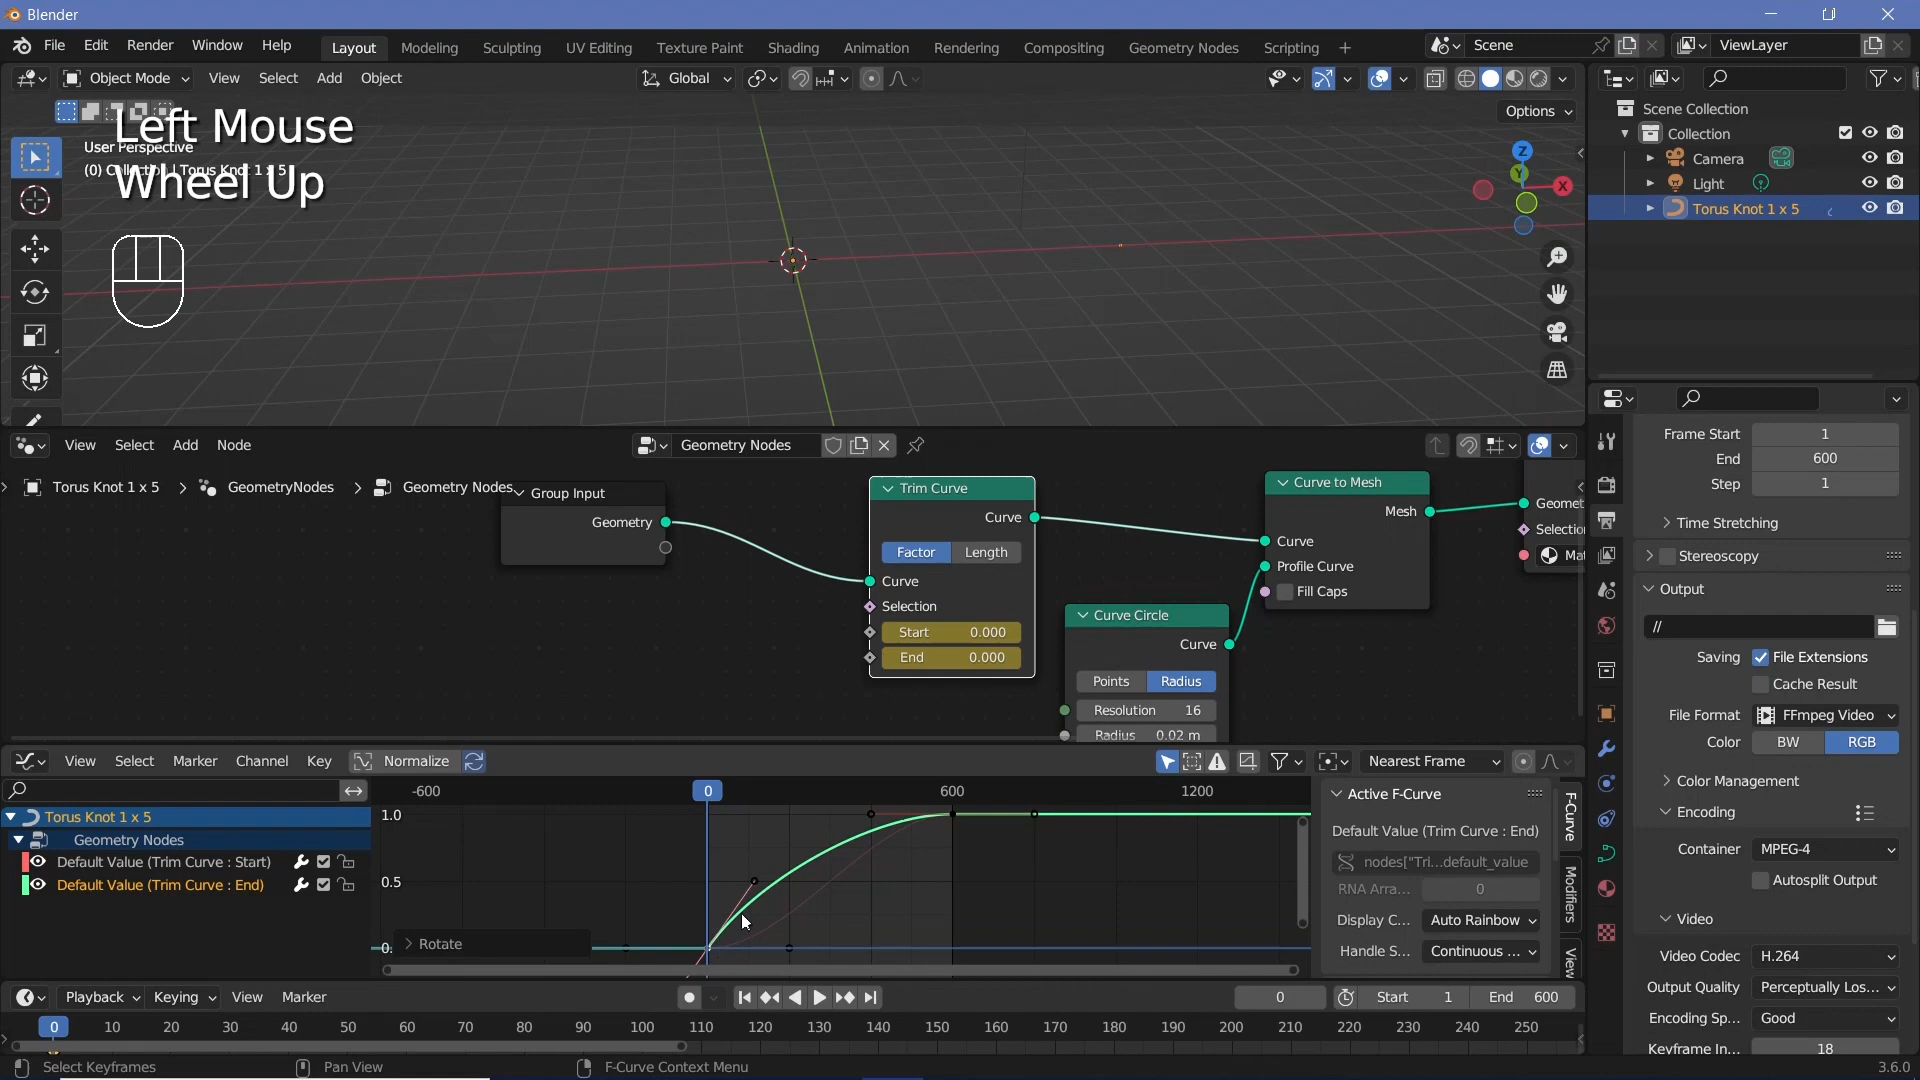 Blender
File Edit Render Window Help
Layout Modeling Sculpting UV Editing Texture Paint Shading Animation Rendering Compositing Geometry Nodes Scripting +
Scene
ViewLayer
Object Mode View Select Add Object
Global
Options
Left Mouse
Wheel Up
User Perspective
(0) Collection | Torus Knot 1 x 5
Z
Y
X
Scene Collection
Collection
Camera
Light
Torus Knot 1 x 5
View Select Add Node
Geometry Nodes
Torus Knot 1 x 5 > GeometryNodes > Geometry Nodes
Group Input
Geometry
Trim Curve
Curve
Factor Length
Curve
Selection
Start 0.000
End 0.000
Curve Circle
Curve
Points Radius
Resolution 16
Radius 0.02 m
Curve to Mesh
Mesh
Curve
Profile Curve
Fill Caps
Geomet
Selectio
Mat
Frame Start 1
End 600
Step 1
Time Stretching
Stereoscopy
Output
//
Saving File Extensions
Cache Result
File Format FFmpeg Video
Color BW RGB
Color Management
Encoding
Container MPEG-4
Autosplit Output
Video
Video Codec H.264
Output Quality Perceptually Los...
Encoding Sp... Good
Keyframe In... 18
View Select Marker Channel Key Normalize
Nearest Frame
Torus Knot 1 x 5
Geometry Nodes
Default Value (Trim Curve : Start)
Default Value (Trim Curve : End)
-600 0 600 1200
1.0
0.5
0.
Rotate
Active F-Curve
Default Value (Trim Curve : End)
nodes["Tri...default_value
RNA Arra... 0
Display C... Auto Rainbow
Handle S... Continuous ...
F-Curve
Modifiers
View
Playback Keying View Marker
0
Start 1
End 600
0 10 20 30 40 50 60 70 80 90 100 110 120 130 140 150 160 170 180 190 200 210 220 230 240 250
Select Keyframes
Pan View
F-Curve Context Menu
3.6.0